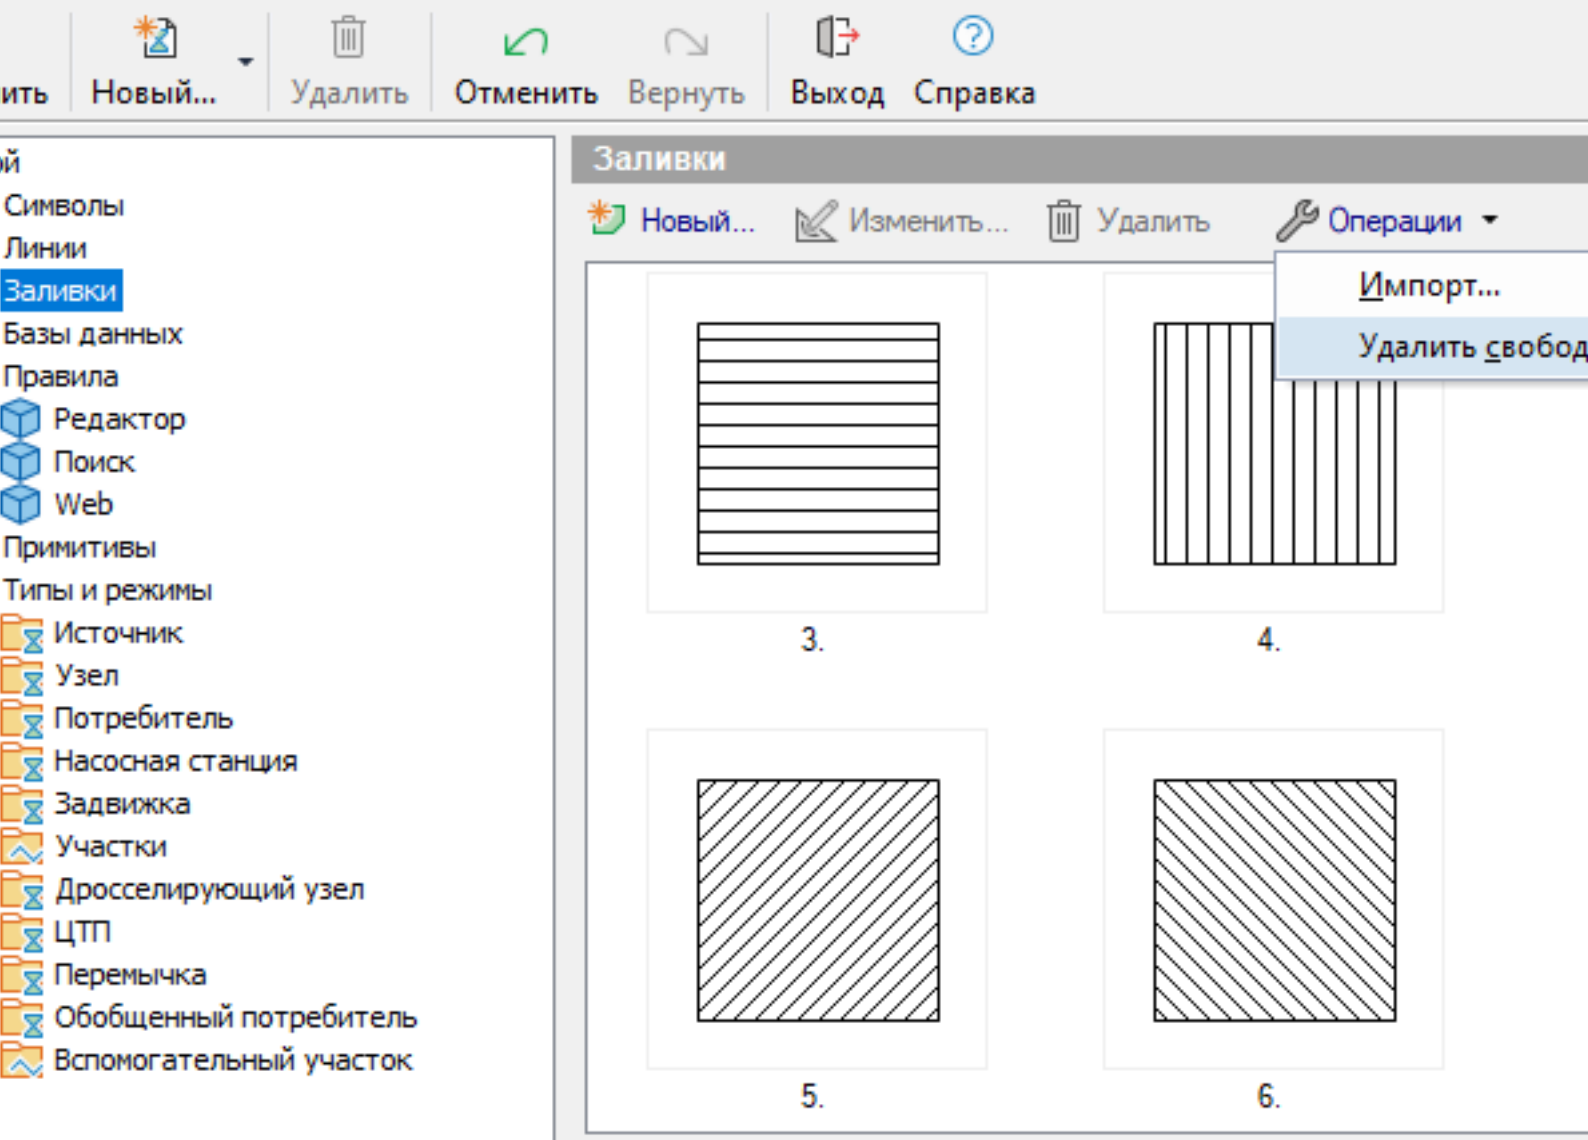 ить Новый... Удалить Отменить Вернуть Выход Справка
ой
Символы
Линии
Заливки
Базы данных
Правила
Редактор
Поиск
Web
Примитивы
Типы и режимы
Источник
Узел
Потребитель
Насосная станция
Задвижка
Участки
Дросселирующий узел
ЦТП
Перемычка
Обобщенный потребитель
Вспомогательный участок
Заливки
Новый... Изменить... Удалить Операции
Импорт...
Удалить свобод
3.
4.
5.
6.